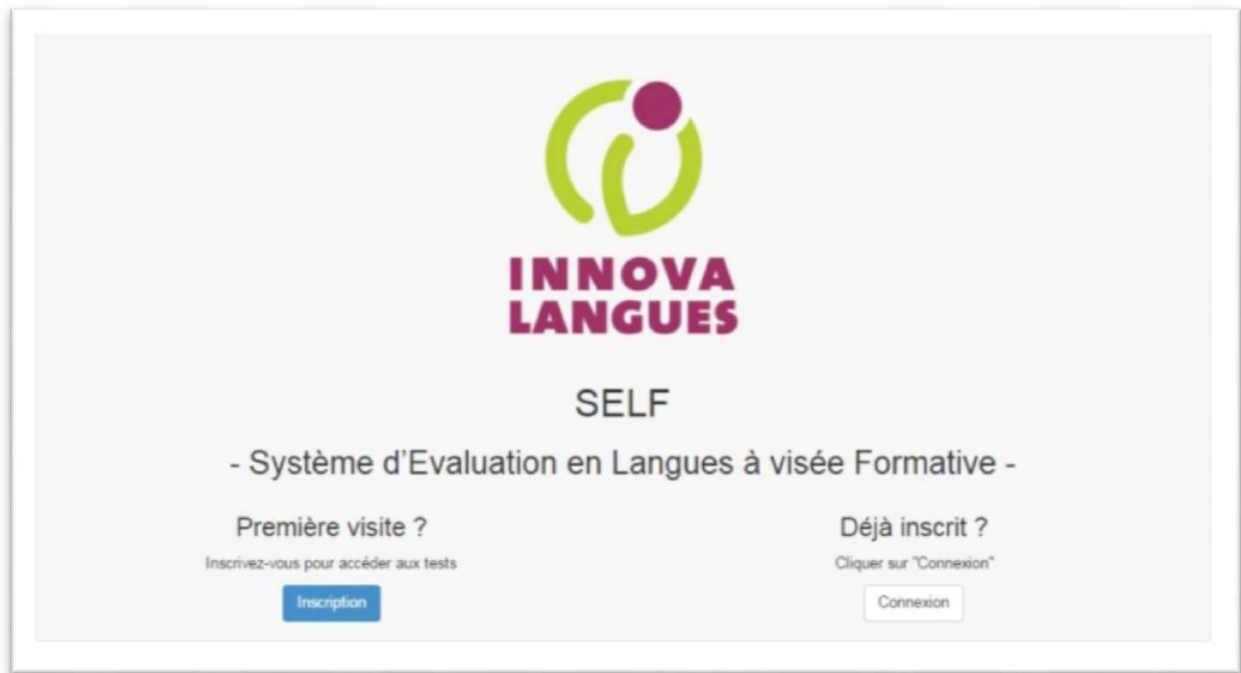 INNOVA
LANGUES
SELF
- Système d'Evaluation en Langues à visée Formative -
Première visite ?
Inscrivez-vous pour accéder aux tests
Inscription
Déjà inscrit ?
Cliquer sur "Connexion"
Connexion